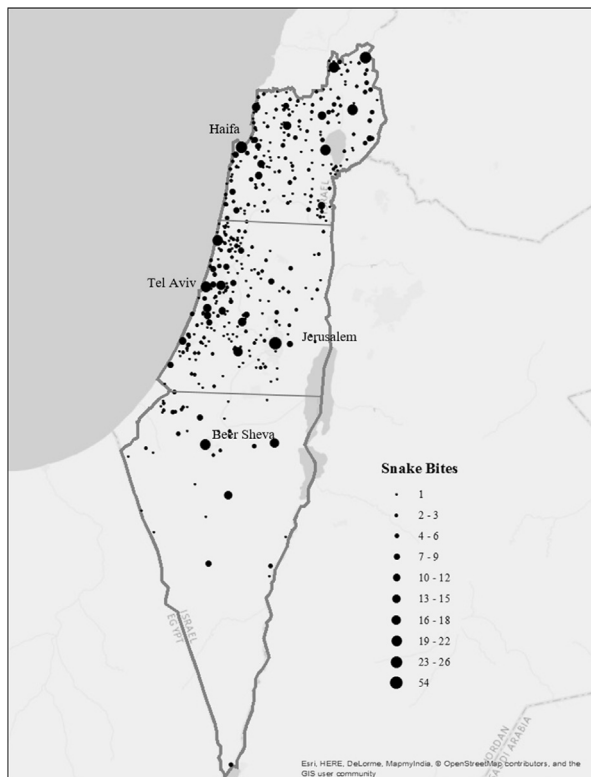 Haifa
ISRAEL
Tel Aviv
Jerusalem
Beer Sheva
Snake Bites
1
2 - 3
4 - 6
7 - 9
10 - 12
13 - 15
16 - 18
19 - 22
23 - 26
54
ISRAEL
EGYPT
JORDAN
SAUDI ARABIA
Esri, HERE, DeLorme, MapmyIndia, © OpenStreetMap contributors, and the
GIS user community